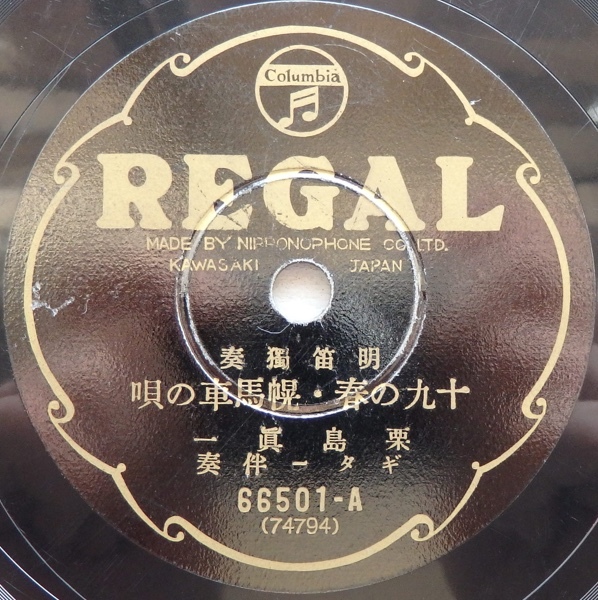 Columbia
REGAL
MADE BY NIPPONOPHONE CO. LTD.
KAWASAKI JAPAN
奏獨笛明
唄の車馬幌・春の九十
一眞島栗
奏伴ータギ
66501-A
(74794)